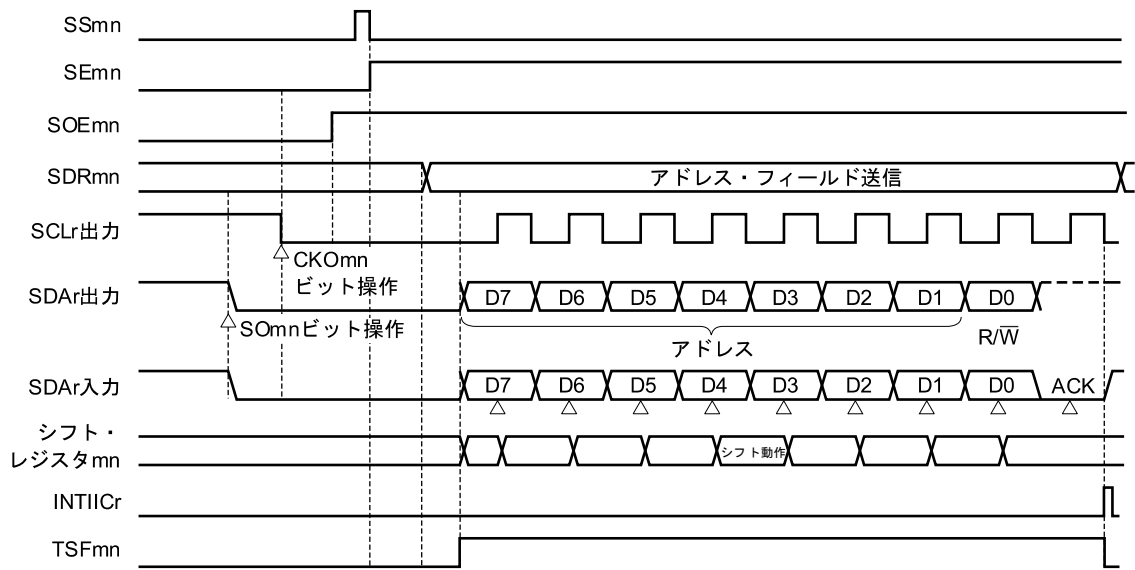 SSmn
SEmn
SOEmn
SDRmn
アドレス・フィールド送信
SCLr出力
CKOmn
ビット操作
SDAr出力
D7 D6 D5 D4 D3 D2 D1 D0
SOmnビット操作
アドレス
R/W̅
SDAr入力
D7 D6 D5 D4 D3 D2 D1 D0 ACK
シフト・
レジスタmn
シフト動作
INTIICr
TSFmn